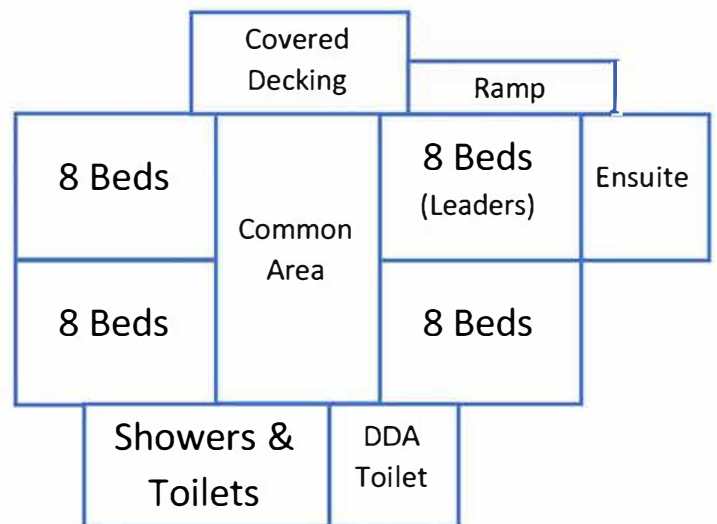 Covered
Decking
Ramp
8 Beds
8 Beds
(Leaders)
Ensuite
Common
Area
8 Beds
8 Beds
Showers &
Toilets
DDA
Toilet